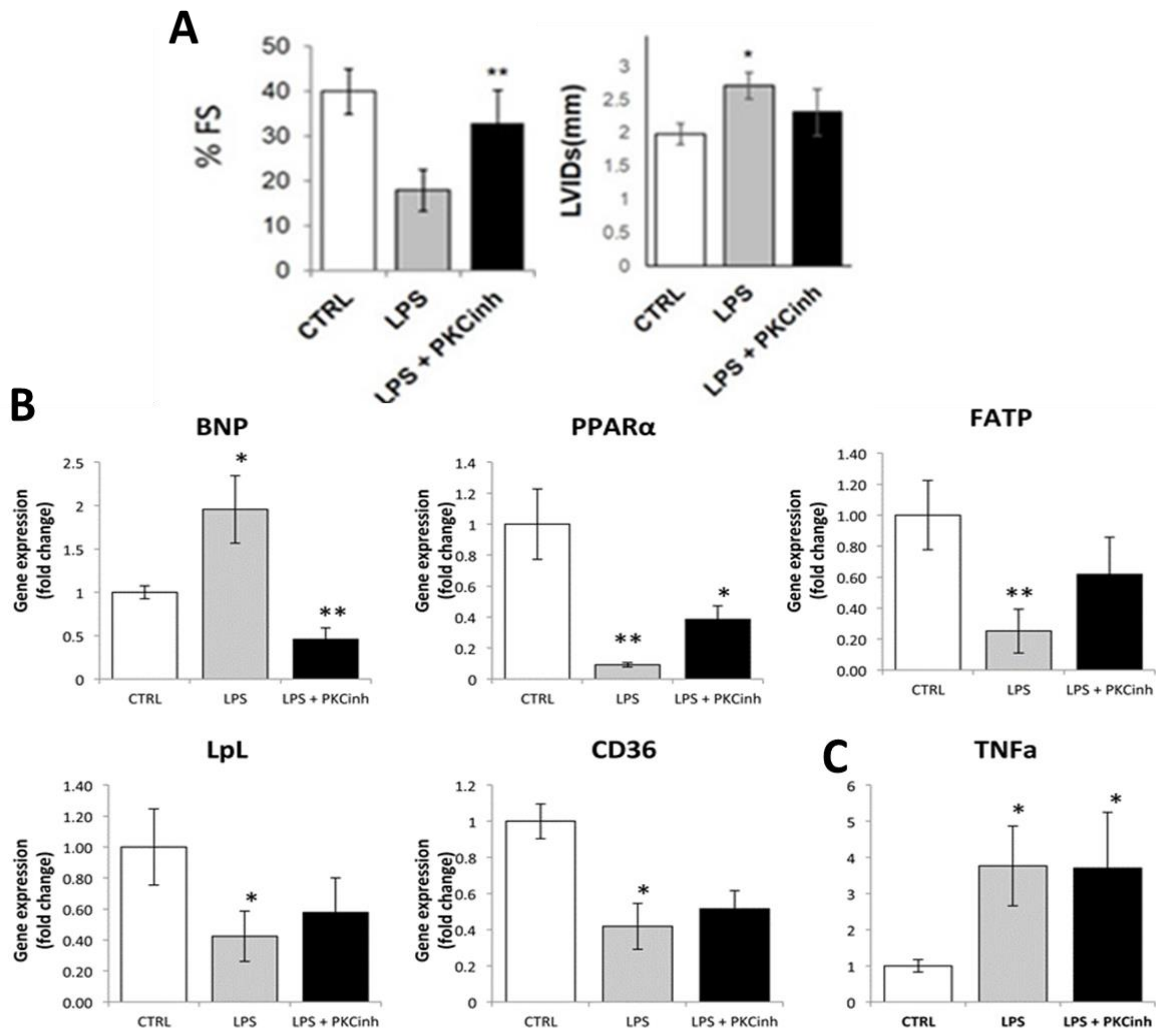 A
% FS
50
40
30
20
10
0
**
CTRL
LPS
LPS + PKCinh
LVIDs(mm)
3
2.5
2
1.5
1
0.5
0
*
CTRL
LPS
LPS + PKCinh
B
BNP
Gene expression
(fold change)
2.5
2
1.5
1
0.5
0
*
**
CTRL LPS LPS + PKCinh
PPARα
Gene expression
(fold change)
1.4
1.2
1
0.8
0.6
0.4
0.2
0
**
*
CTRL LPS LPS + PKCinh
FATP
Gene expression
(fold change)
1.40
1.20
1.00
0.80
0.60
0.40
0.20
0.00
**
CTRL LPS LPS + PKCinh
LpL
Gene expression
(fold change)
1.40
1.20
1.00
0.80
0.60
0.40
0.20
0.00
*
CTRL LPS LPS + PKCinh
CD36
Gene expression
(fold change)
1.2
1
0.8
0.6
0.4
0.2
0
*
CTRL LPS LPS + PKCinh
C
TNFa
6
5
4
3
2
1
0
*
*
CTRL LPS LPS + PKCinh